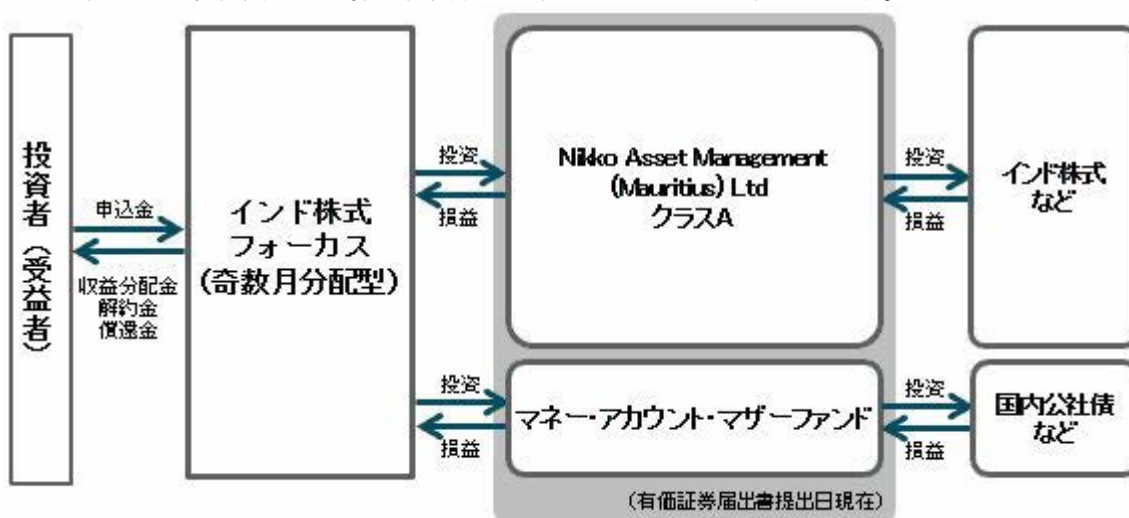 投資者（受益者）
申込金
収益分配金
解約金
償還金
インド株式
フォーカス
（奇数月分配型）
投資
損益
Nikko Asset Management
(Mauritius) Ltd
クラスA
投資
損益
インド株式
など
投資
損益
マネー・アカウント・マザーファンド
投資
損益
国内公社債
など
（有価証券届出書提出日現在）